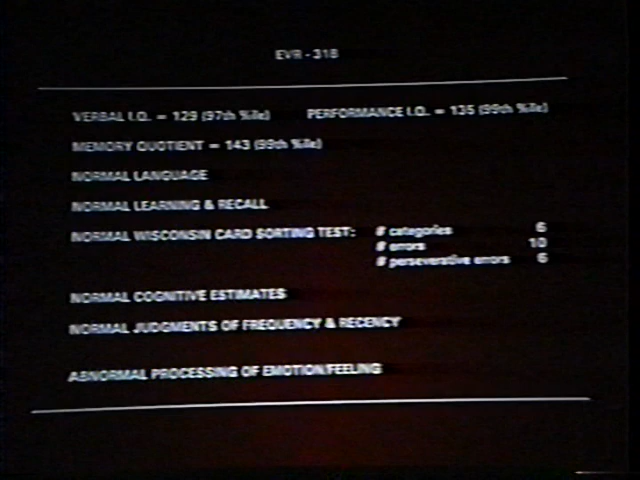 EVR - 318
VERBAL I.Q. = 129 (97th %ile) PERFORMANCE I.Q. = 135 (99th %ile)
MEMORY QUOTIENT = 143 (99th %ile)
NORMAL LANGUAGE
NORMAL LEARNING & RECALL
NORMAL WISCONSIN CARD SORTING TEST: # categories 6
# errors 10
# perseverative errors 6
NORMAL COGNITIVE ESTIMATES
NORMAL JUDGMENTS OF FREQUENCY & RECENCY
ABNORMAL PROCESSING OF EMOTION/FEELING